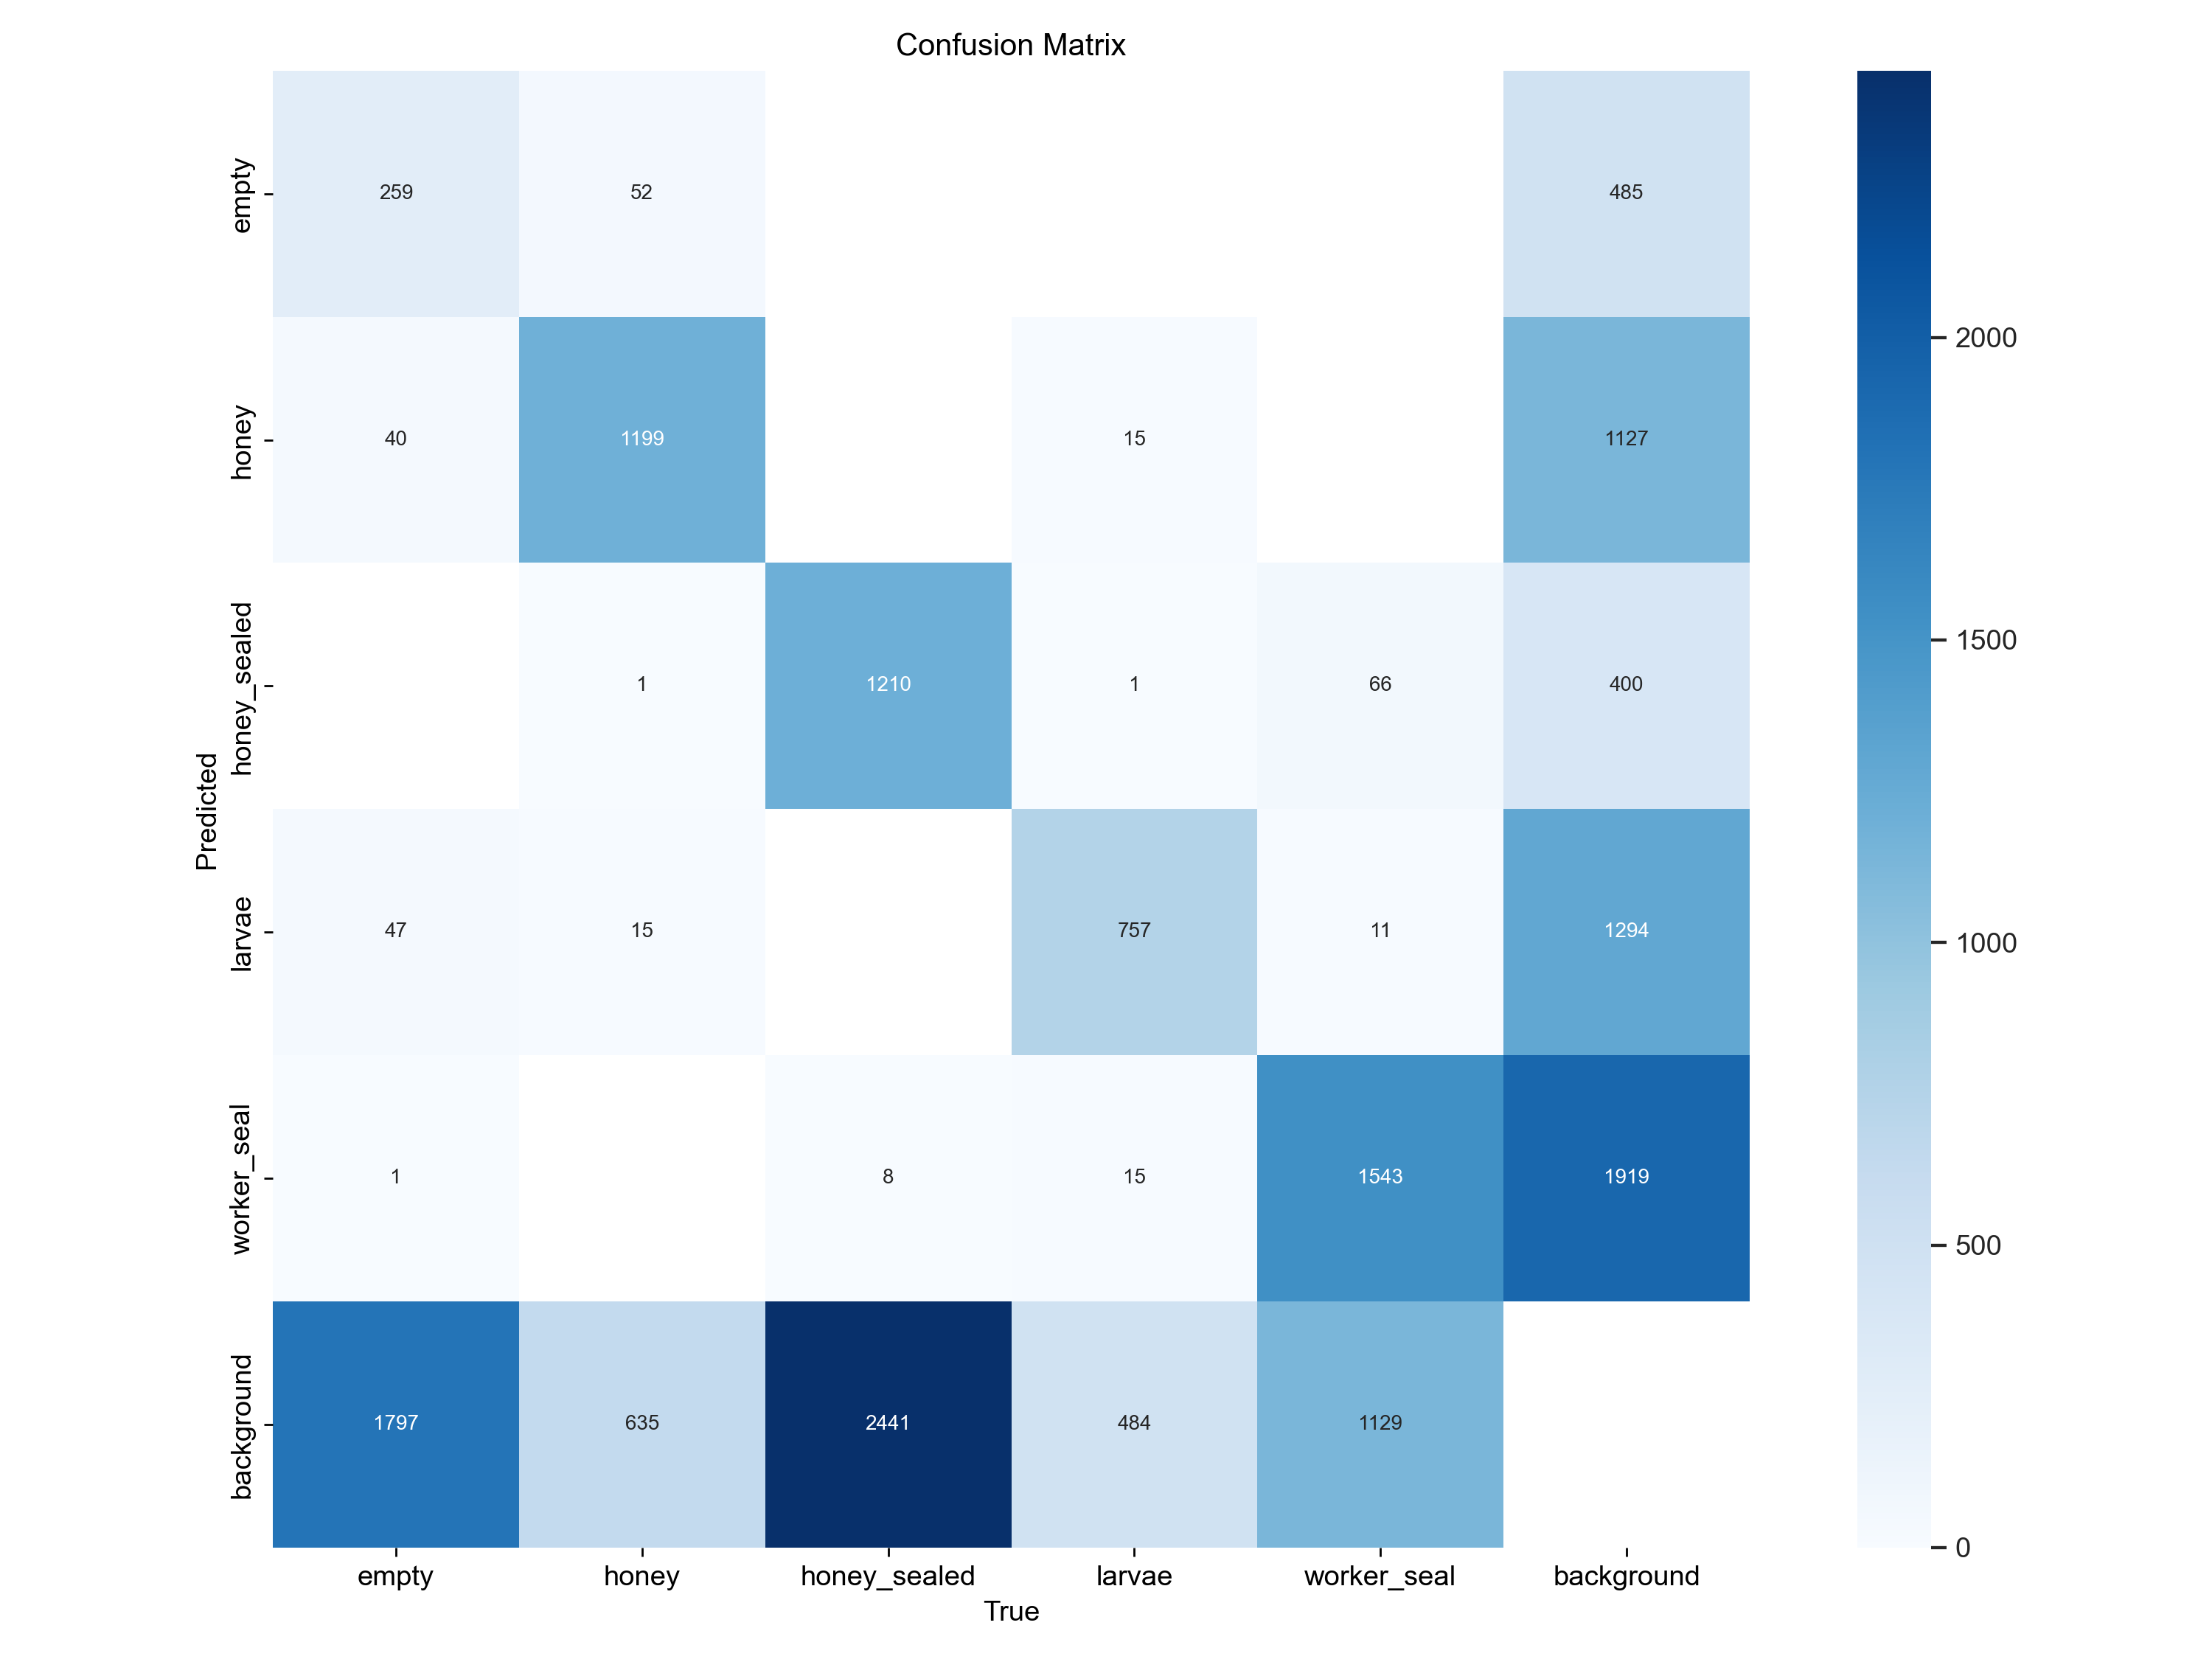 Confusion Matrix
empty
259 52 485
honey
40 1199 15 1127
honey_sealed
1 1210 1 66 400
larvae
47 15 757 11 1294
worker_seal
1 8 15 1543 1919
background
1797 635 2441 484 1129
Predicted
empty honey honey_sealed larvae worker_seal background
True
2000
1500
1000
500
0